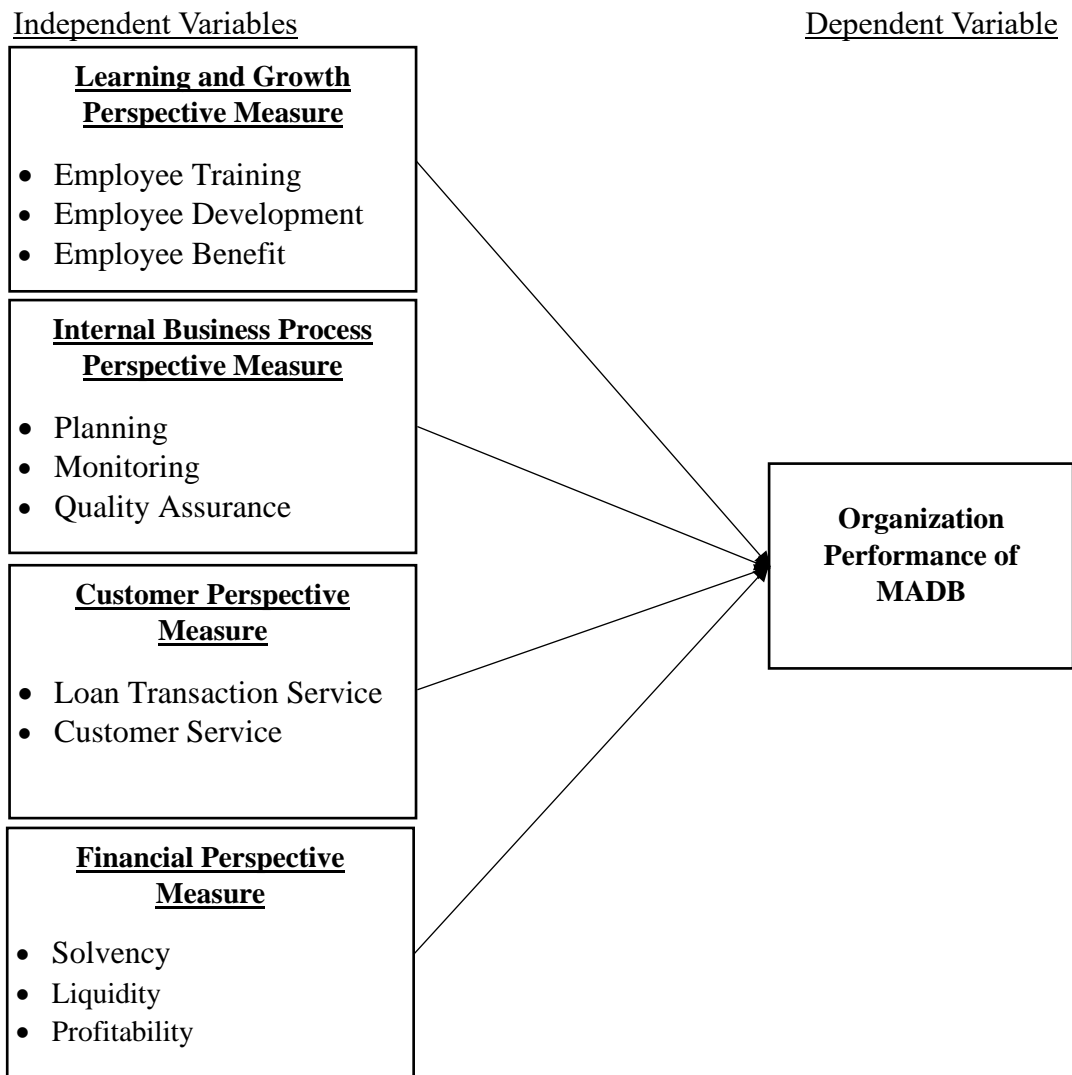 Independent Variables
Dependent Variable
Learning and Growth
Perspective Measure
• Employee Training
• Employee Development
• Employee Benefit
Internal Business Process
Perspective Measure
• Planning
• Monitoring
• Quality Assurance
Customer Perspective
Measure
• Loan Transaction Service
• Customer Service
Financial Perspective
Measure
• Solvency
• Liquidity
• Profitability
Organization
Performance of
MADB